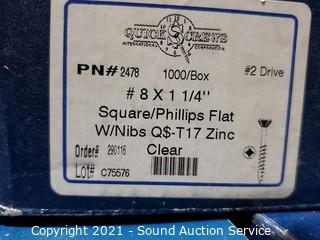 QUICK SCREWS
INTERNATIONAL CORPORATION
PN# 2478 1000/Box #2 Drive
# 8 X 1 1/4"
Square/Phillips Flat
W/Nibs Q$-T17 Zinc
Clear
Order# 290116
Lot# C75576
Copyright 2021 - Sound Auction Service